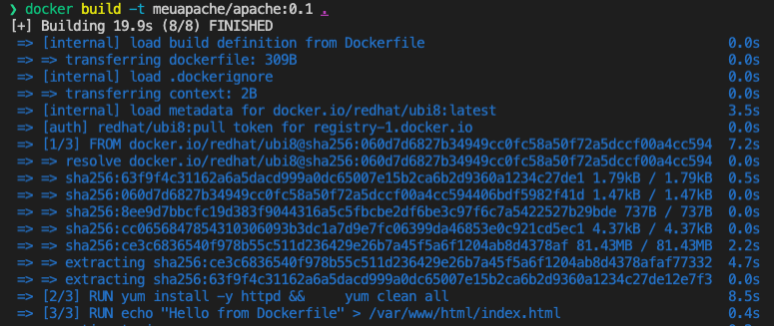 ❯ docker build -t meuapache/apache:0.1 .
[+] Building 19.9s (8/8) FINISHED
=> [internal] load build definition from Dockerfile 0.0s
=> => transferring dockerfile: 309B 0.0s
=> [internal] load .dockerignore 0.0s
=> => transferring context: 2B 0.0s
=> [internal] load metadata for docker.io/redhat/ubi8:latest 3.5s
=> [auth] redhat/ubi8:pull token for registry-1.docker.io 0.0s
=> [1/3] FROM docker.io/redhat/ubi8@sha256:060d7d6827b34949cc0fc58a50f72a5dccf00a4cc594 7.2s
=> => resolve docker.io/redhat/ubi8@sha256:060d7d6827b34949cc0fc58a50f72a5dccf00a4cc594 0.0s
=> => sha256:63f9f4c31162a6a5dacd999a0dc65007e15b2ca6b2d9360a1234c27de1 1.79kB / 1.79kB 0.5s
=> => sha256:060d7d6827b34949cc0fc58a50f72a5dccf00a4cc594406bdf5982f41d 1.47kB / 1.47kB 0.0s
=> => sha256:8ee9d7bbcfc19d383f9044316a5c5fbcbe2df6be3c97f6c7a5422527b29bde 737B / 737B 0.0s
=> => sha256:cc0656847854310306093b3dc1a7d9e7fc06399da46853e0c921cd5ec1 4.37kB / 4.37kB 0.0s
=> => sha256:ce3c6836540f978b55c511d236429e26b7a45f5a6f1204ab8d4378af 81.43MB / 81.43MB 2.2s
=> => extracting sha256:ce3c6836540f978b55c511d236429e26b7a45f5a6f1204ab8d4378afaf77332 4.7s
=> => extracting sha256:63f9f4c31162a6a5dacd999a0dc65007e15b2ca6b2d9360a1234c27de12e7f3 0.0s
=> [2/3] RUN yum install -y httpd && yum clean all 8.5s
=> [3/3] RUN echo "Hello from Dockerfile" > /var/www/html/index.html 0.4s